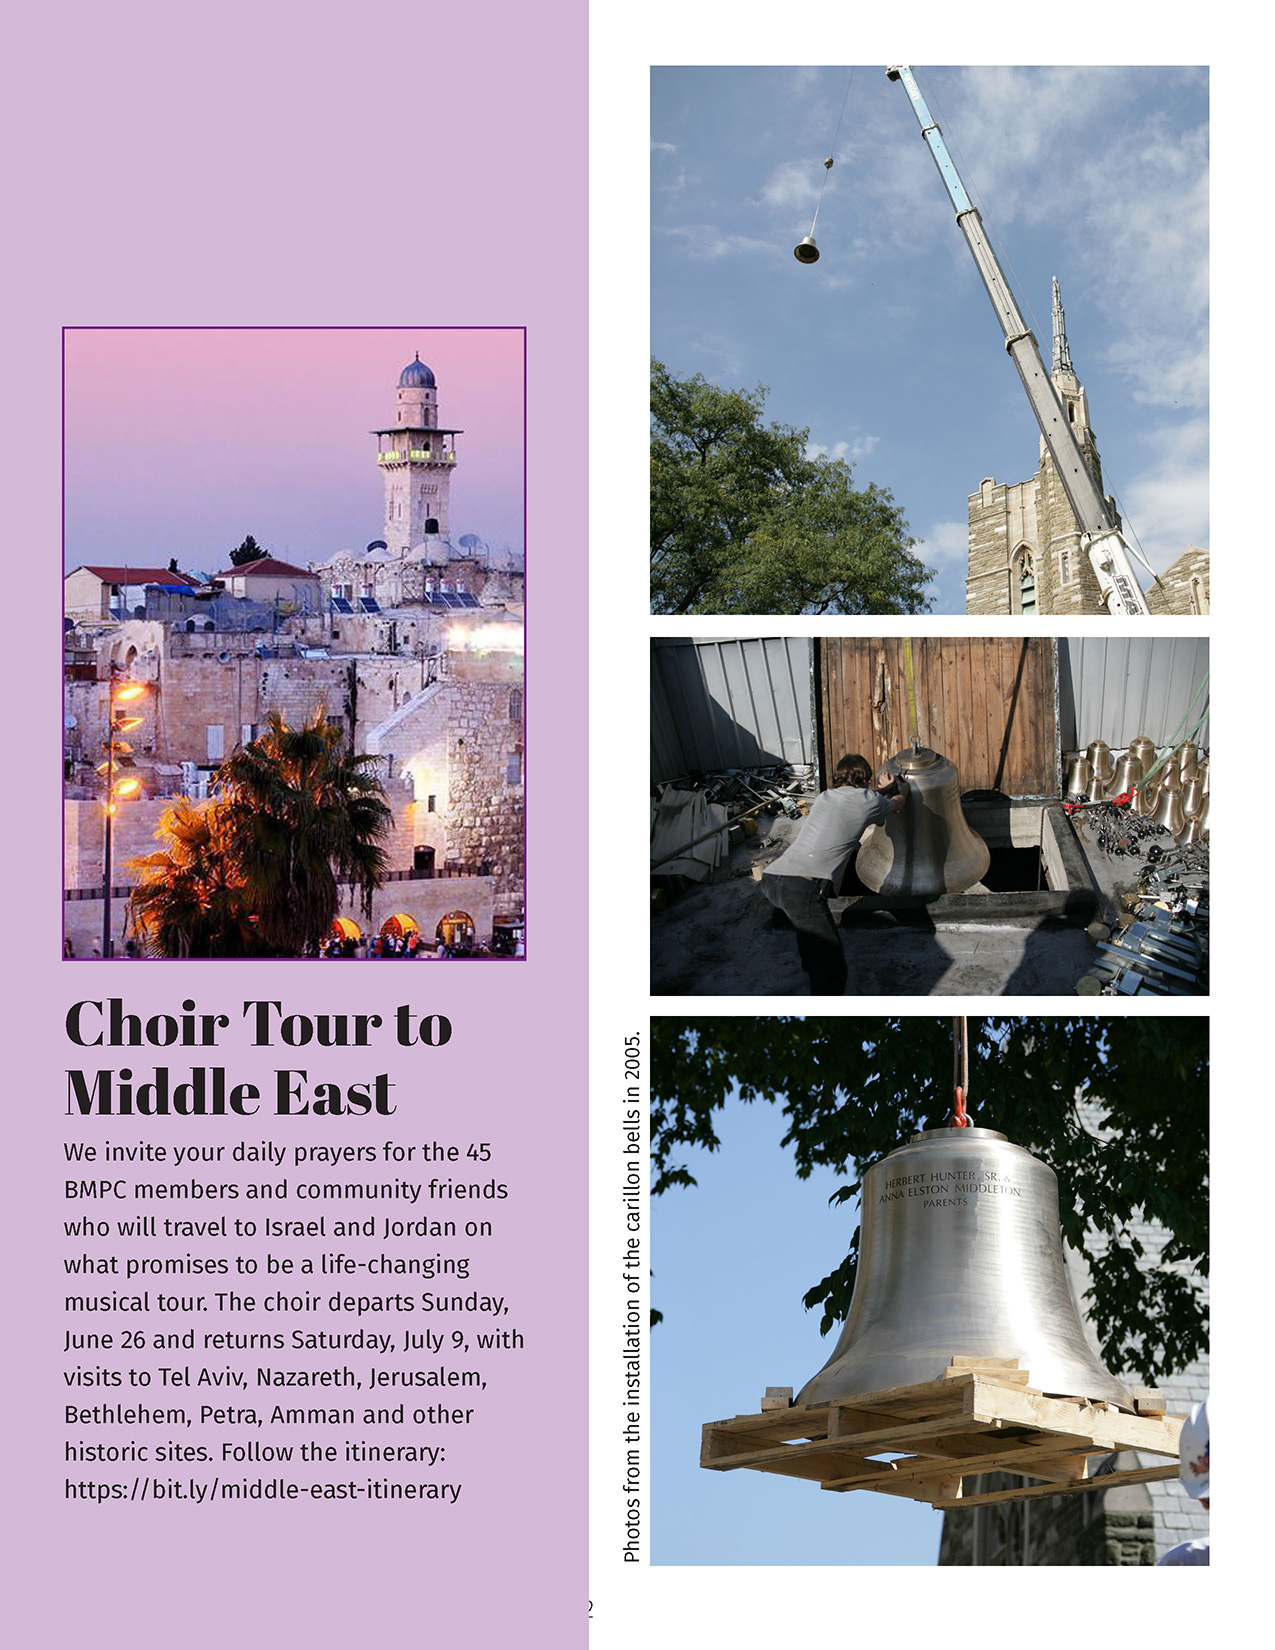 Choir Tour to
Middle East
We invite your daily prayers for the 45
BMPC members and community friends
who will travel to Israel and Jordan on
what promises to be a life-changing
musical tour. The choir departs Sunday,
June 26 and returns Saturday, July 9, with
visits to Tel Aviv, Nazareth, Jerusalem,
Bethlehem, Petra, Amman and other
historic sites. Follow the itinerary:
https://bit.ly/middle-east-itinerary
Photos from the installation of the carillon bells in 2005.
HERBERT HUNTER, SR. &
ANNA ELSTON MIDDLETON
PARENTS
2